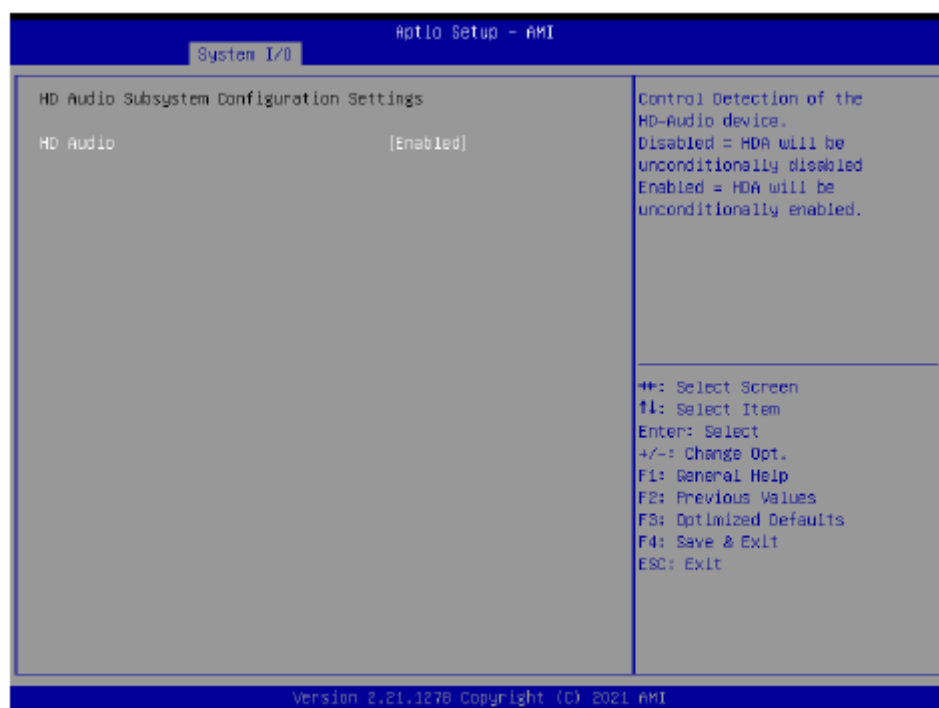 Aptio Setup - AMI
System I/O
HD Audio Subsystem Configuration Settings
HD Audio [Enabled]
Control Detection of the
HD-Audio device.
Disabled = HDA will be
unconditionally disabled
Enabled = HDA will be
unconditionally enabled.
→←: Select Screen
↑↓: Select Item
Enter: Select
+/-: Change Opt.
F1: General Help
F2: Previous Values
F3: Optimized Defaults
F4: Save & Exit
ESC: Exit
Version 2.21.1278 Copyright (C) 2021 AMI